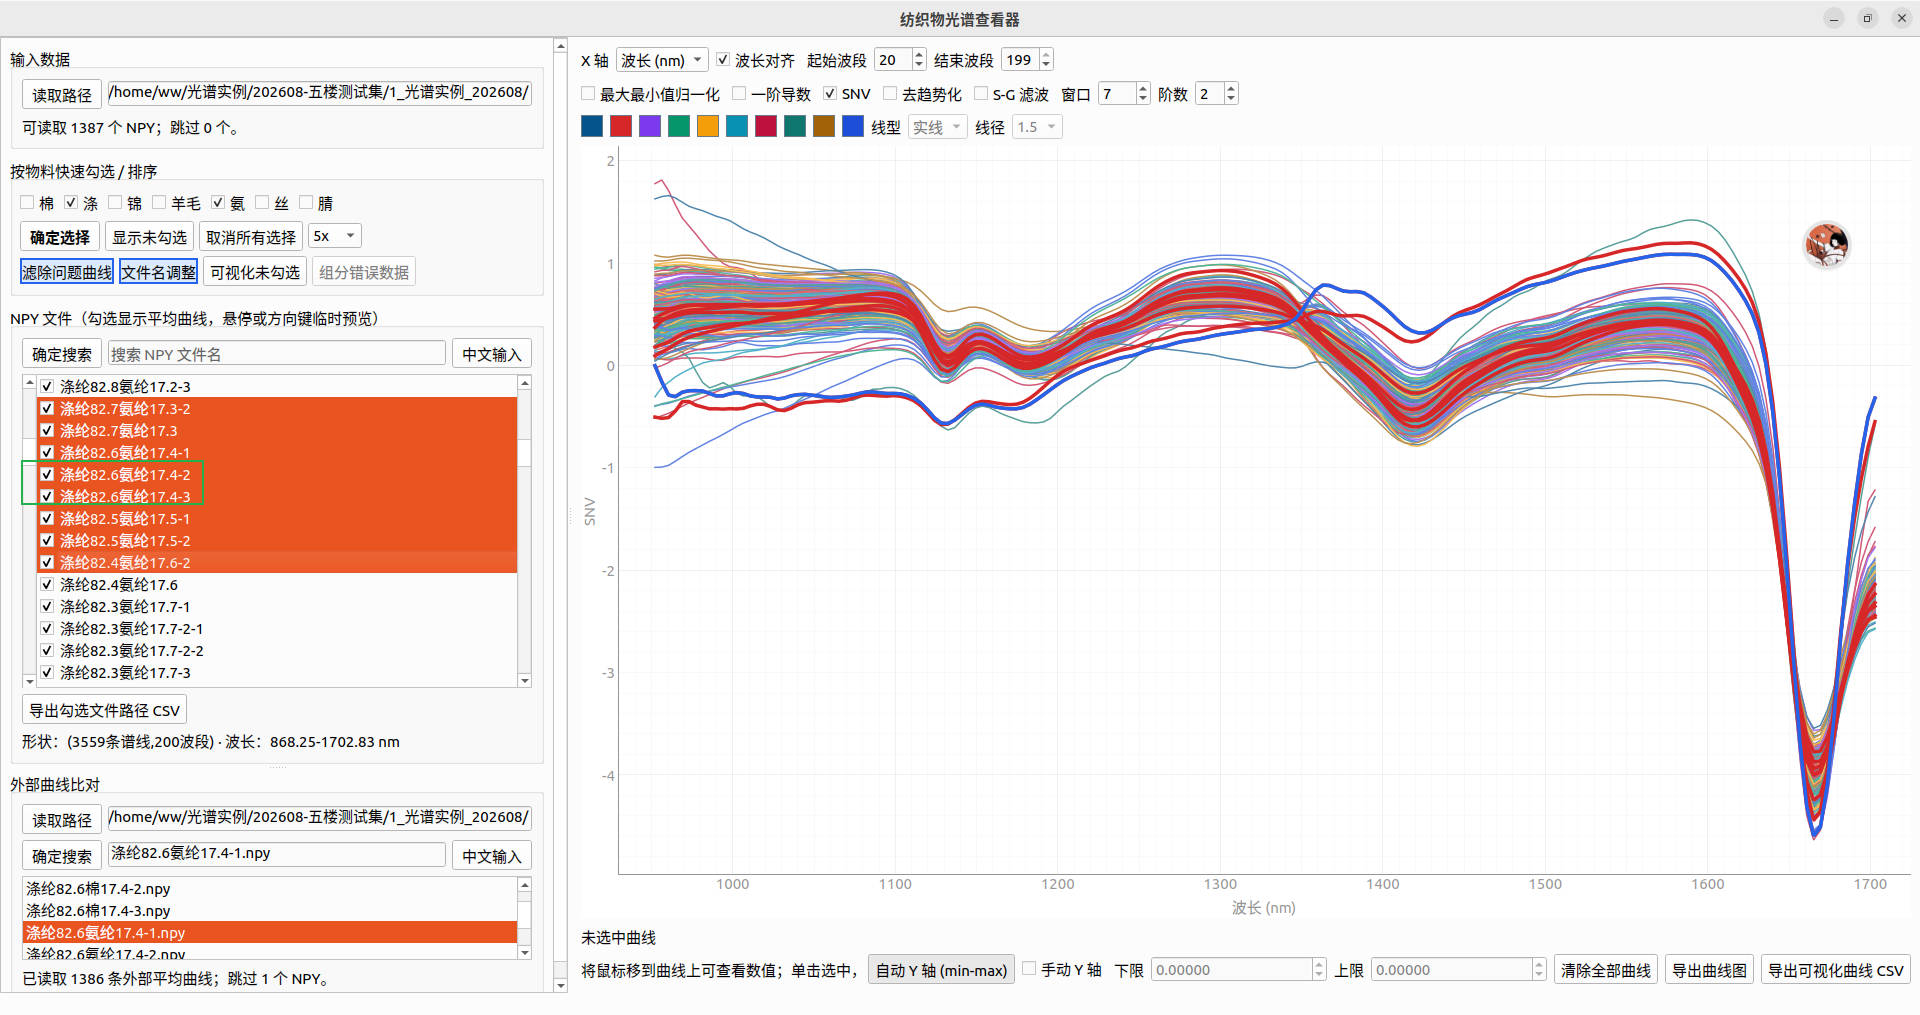 纺织物光谱查看器
输入数据
读取路径 /home/ww/光谱实例/202608-五楼测试集/1_光谱实例_202608/
可读取 1387 个 NPY；跳过 0 个。
按物料快速勾选 / 排序
棉 涤 锦 羊毛 氨 丝 腈
确定选择 显示未勾选 取消所有选择 5x
滤除问题曲线 文件名调整 可视化未勾选 组分错误数据
NPY 文件（勾选显示平均曲线，悬停或方向键临时预览）
确定搜索 搜索 NPY 文件名 中文输入
涤纶82.8氨纶17.2-3
涤纶82.7氨纶17.3-2
涤纶82.7氨纶17.3
涤纶82.6氨纶17.4-1
涤纶82.6氨纶17.4-2
涤纶82.6氨纶17.4-3
涤纶82.5氨纶17.5-1
涤纶82.5氨纶17.5-2
涤纶82.4氨纶17.6-2
涤纶82.4氨纶17.6
涤纶82.3氨纶17.7-1
涤纶82.3氨纶17.7-2-1
涤纶82.3氨纶17.7-2-2
涤纶82.3氨纶17.7-3
导出勾选文件路径 CSV
形状：(3559条谱线,200波段) · 波长：868.25-1702.83 nm
外部曲线比对
读取路径 /home/ww/光谱实例/202608-五楼测试集/1_光谱实例_202608/
确定搜索 涤纶82.6氨纶17.4-1.npy 中文输入
涤纶82.6棉17.4-2.npy
涤纶82.6棉17.4-3.npy
涤纶82.6氨纶17.4-1.npy
涤纶82.6氨纶17.4-2.npy
已读取 1386 条外部平均曲线；跳过 1 个 NPY。
X 轴 波长 (nm) 波长对齐 起始波段 20 结束波段 199
最大最小值归一化 一阶导数 SNV 去趋势化 S-G 滤波 窗口 7 阶数 2
线型 实线 线径 1.5
2
1
0
-1
-2
-3
-4
SNV
1000 1100 1200 1300 1400 1500 1600 1700
波长 (nm)
未选中曲线
将鼠标移到曲线上可查看数值；单击选中， 自动 Y 轴 (min-max) 手动 Y 轴 下限 0.00000 上限 0.00000 清除全部曲线 导出曲线图 导出可视化曲线 CSV